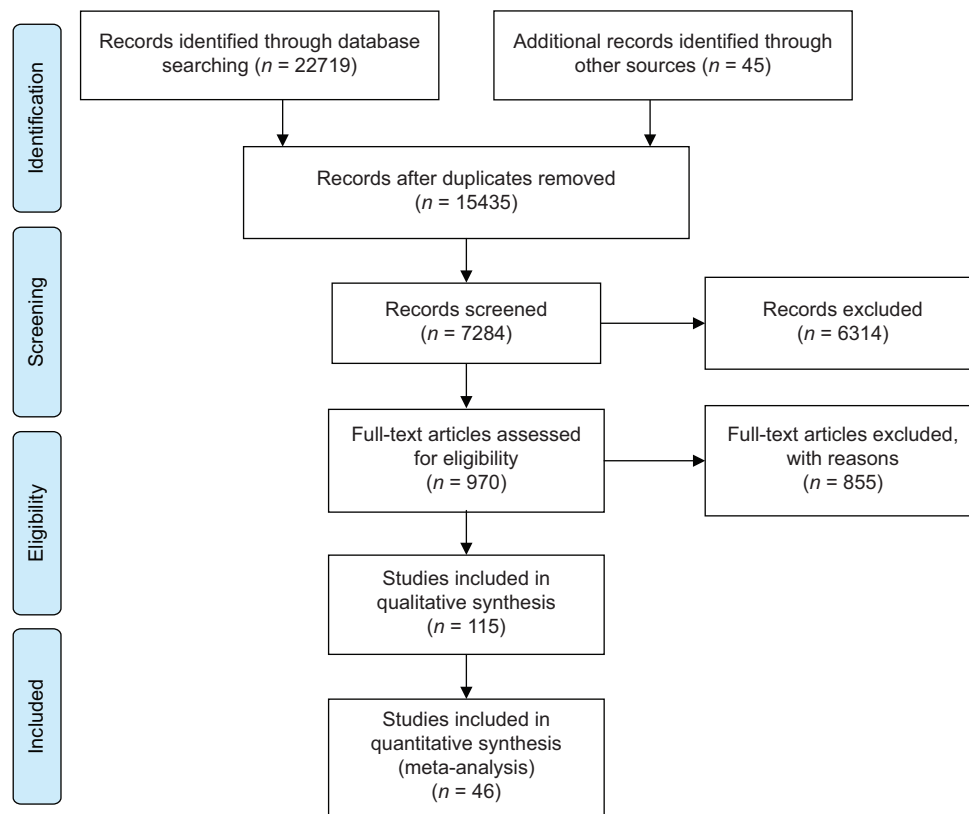 Identification
Records identified through database
searching (n = 22719)
Additional records identified through
other sources (n = 45)
Records after duplicates removed
(n = 15435)
Screening
Records screened
(n = 7284)
Records excluded
(n = 6314)
Eligibility
Full-text articles assessed
for eligibility
(n = 970)
Full-text articles excluded,
with reasons
(n = 855)
Studies included in
qualitative synthesis
(n = 115)
Included
Studies included in
quantitative synthesis
(meta-analysis)
(n = 46)